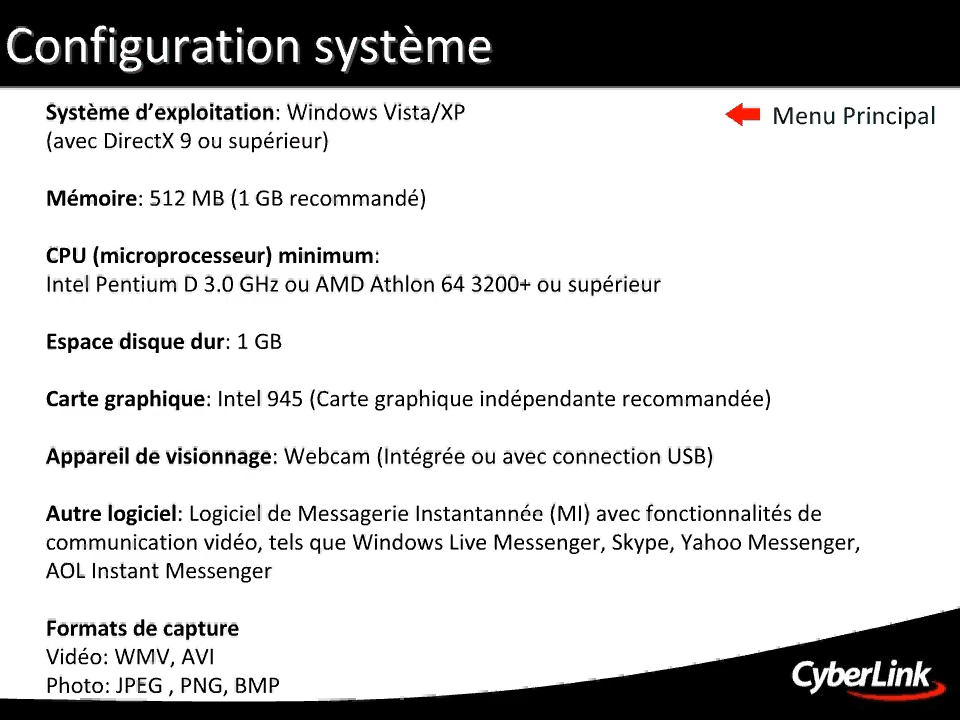 Configuration système
Menu Principal
Système d’exploitation: Windows Vista/XP
(avec DirectX 9 ou supérieur)
Mémoire: 512 MB (1 GB recommandé)
CPU (microprocesseur) minimum:
Intel Pentium D 3.0 GHz ou AMD Athlon 64 3200+ ou supérieur
Espace disque dur: 1 GB
Carte graphique: Intel 945 (Carte graphique indépendante recommandée)
Appareil de visionnage: Webcam (Intégrée ou avec connection USB)
Autre logiciel: Logiciel de Messagerie Instantannée (MI) avec fonctionnalités de
communication vidéo, tels que Windows Live Messenger, Skype, Yahoo Messenger,
AOL Instant Messenger
Formats de capture
Vidéo: WMV, AVI
Photo: JPEG , PNG, BMP
CyberLink